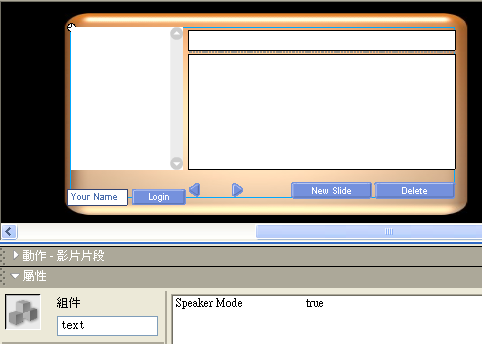 Your Name
Login
New Slide
Delete
動作 - 影片片段
屬性
組件
text
Speaker Mode true